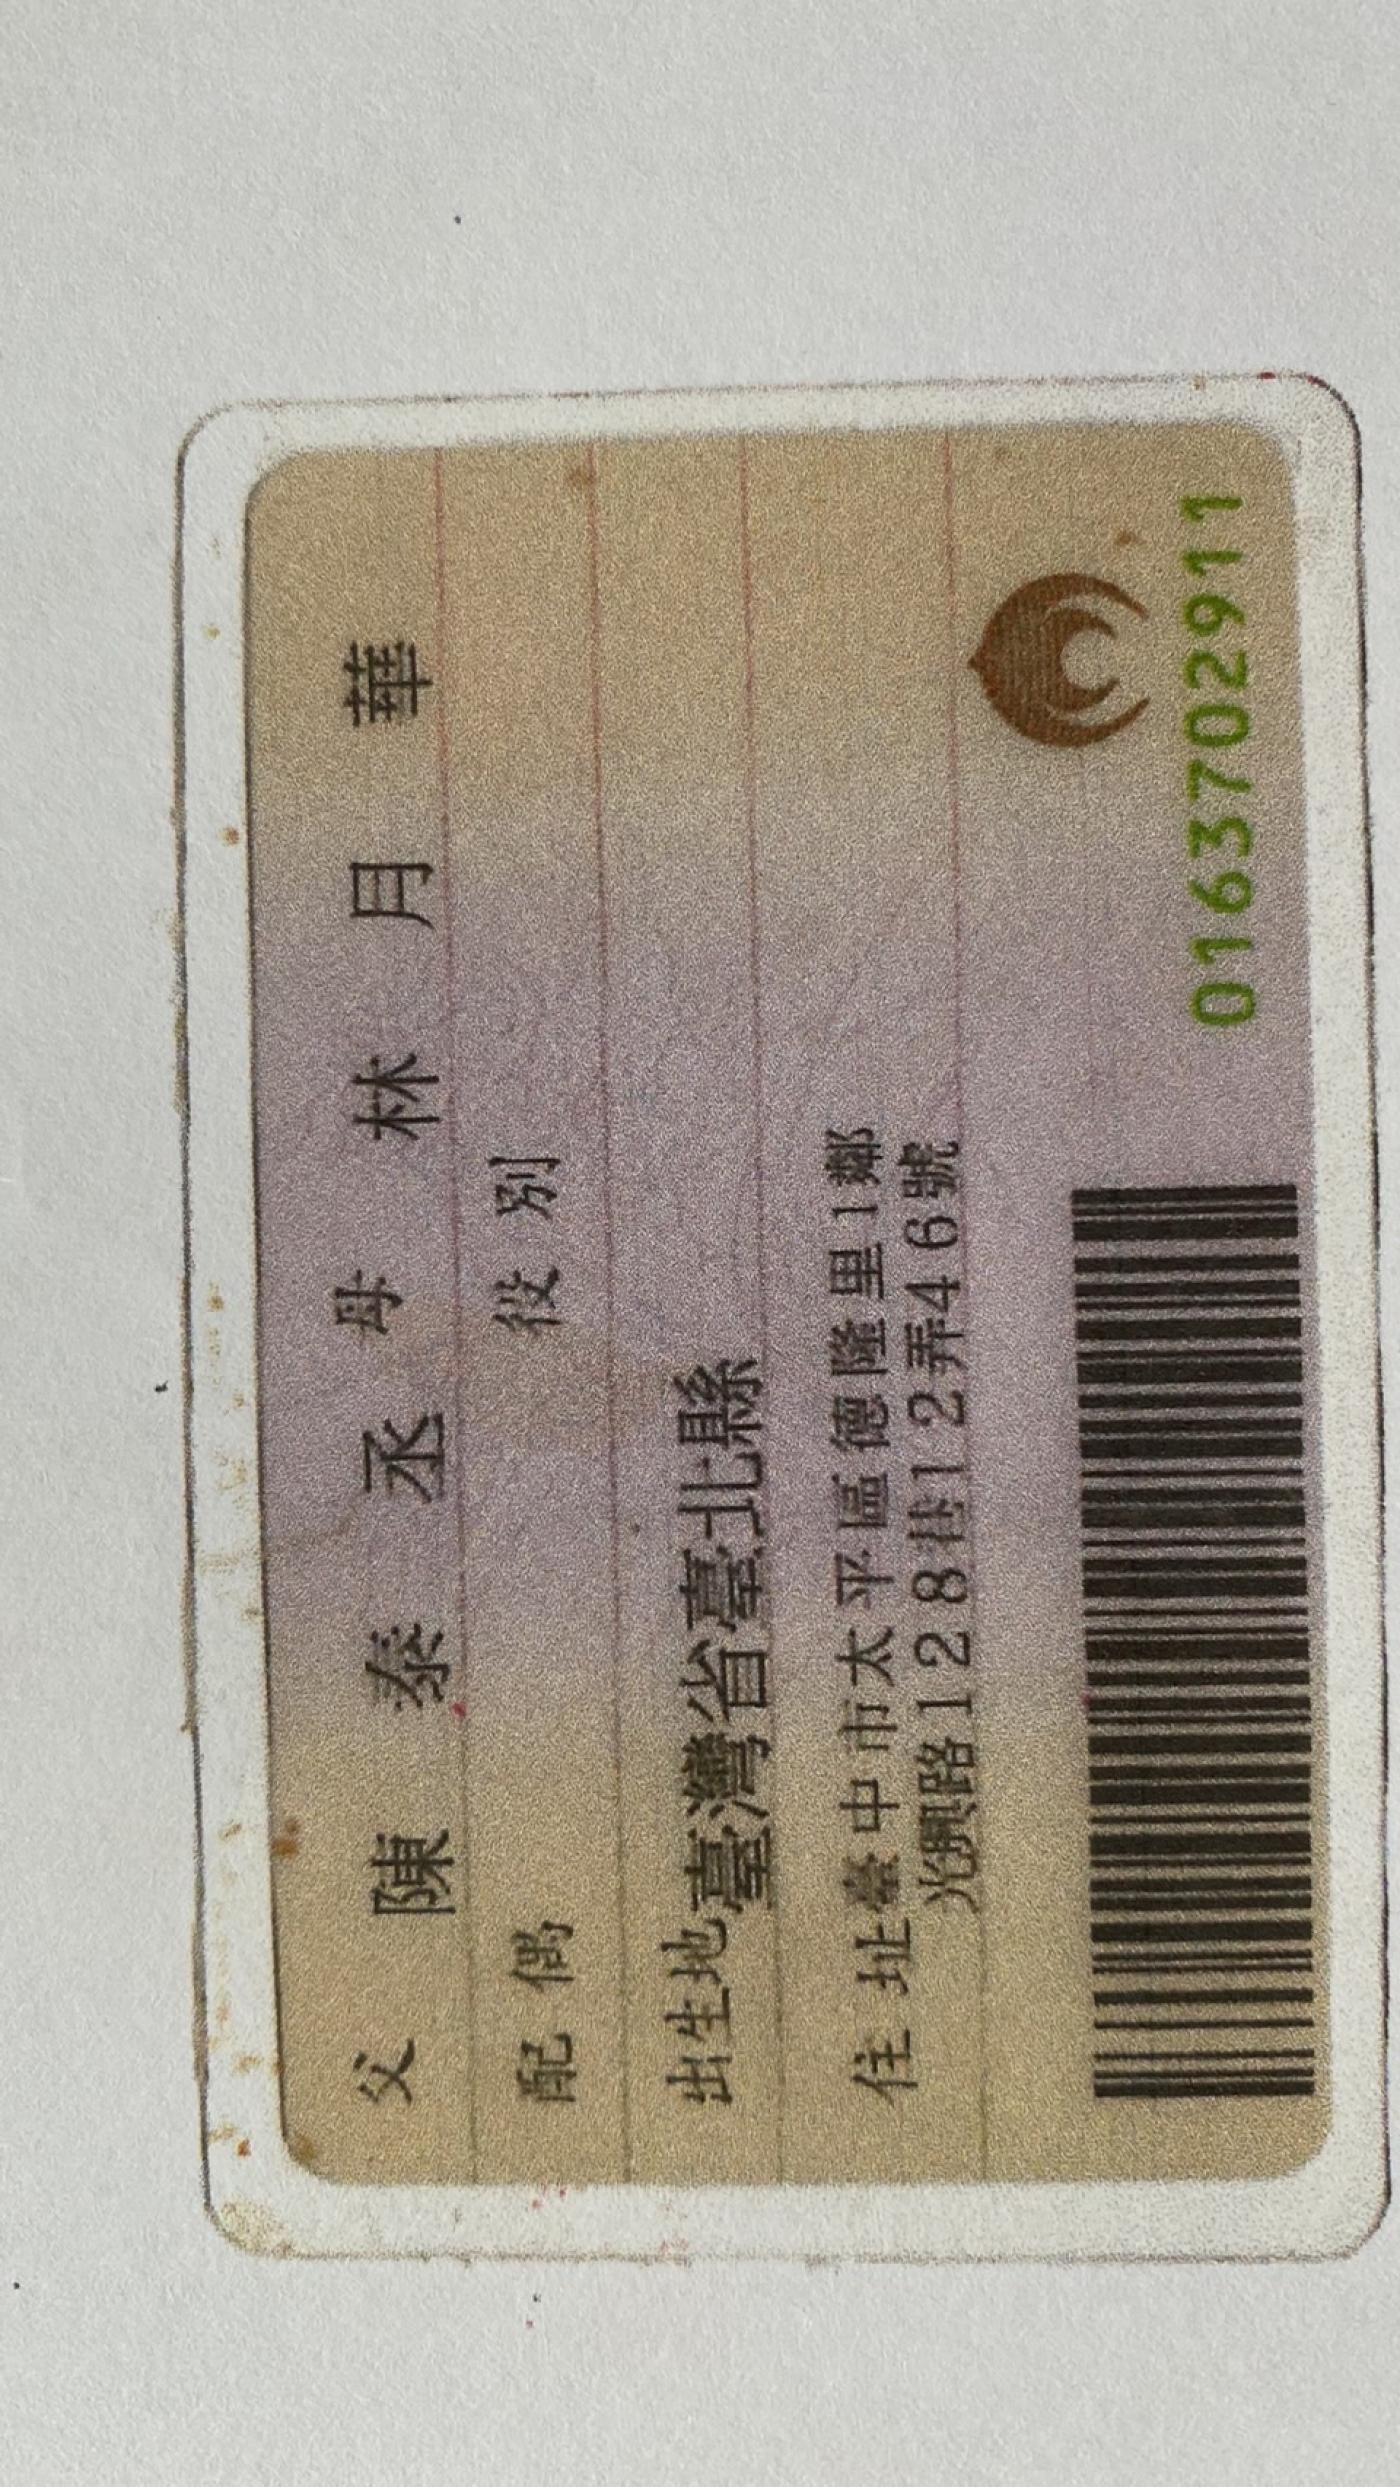 父 陳泰丞 母 林月華
配偶 役別
出生地 臺灣省臺北縣
住址 臺中市太平區德隆里1鄰
光興路128巷12弄46號
0163702911